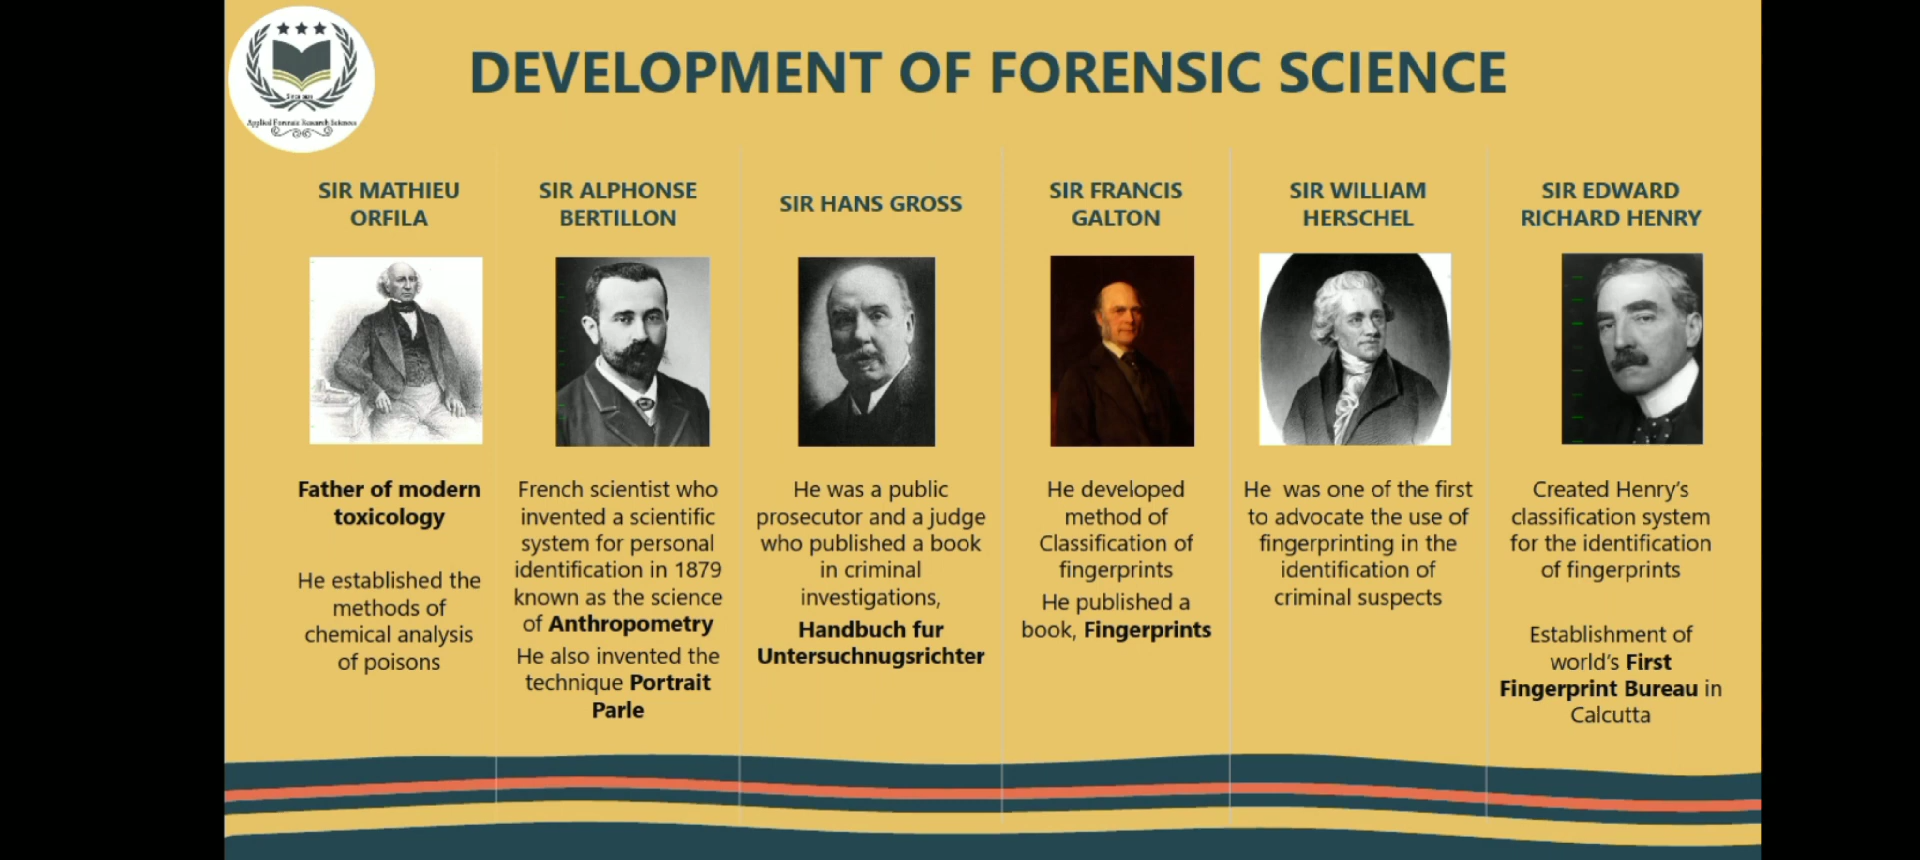 DEVELOPMENT OF FORENSIC SCIENCE
Applied Forensic Research Sciences
SIR MATHIEU
ORFILA
Father of modern
toxicology
He established the
methods of
chemical analysis
of poisons
SIR ALPHONSE
BERTILLON
French scientist who
invented a scientific
system for personal
identification in 1879
known as the science
of Anthropometry
He also invented the
technique Portrait
Parle
SIR HANS GROSS
He was a public
prosecutor and a judge
who published a book
in criminal
investigations,
Handbuch fur
Untersuchnugsrichter
SIR FRANCIS
GALTON
He developed
method of
Classification of
fingerprints
He published a
book, Fingerprints
SIR WILLIAM
HERSCHEL
He was one of the first
to advocate the use of
fingerprinting in the
identification of
criminal suspects
SIR EDWARD
RICHARD HENRY
Created Henry's
classification system
for the identification
of fingerprints
Establishment of
world's First
Fingerprint Bureau in
Calcutta